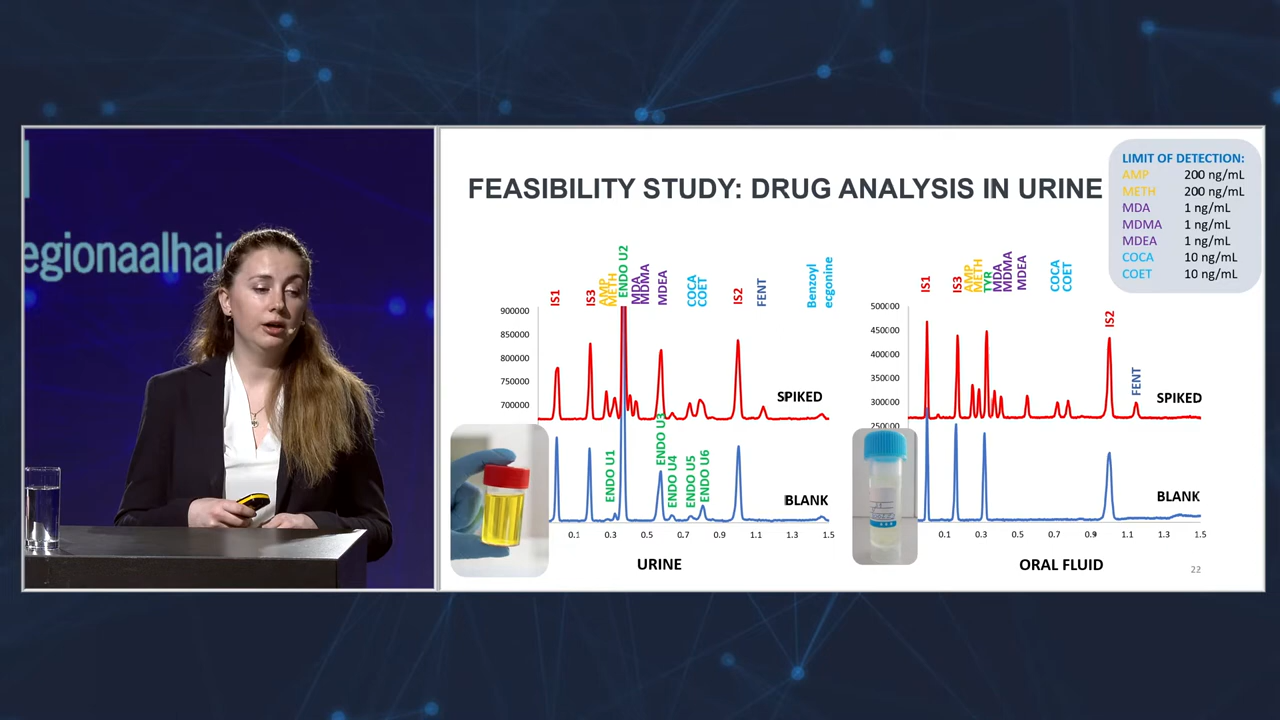 egionaalhai
FEASIBILITY STUDY: DRUG ANALYSIS IN URINE
LIMIT OF DETECTION:
AMP 200 ng/mL
METH 200 ng/mL
MDA 1 ng/mL
MDMA 1 ng/mL
MDEA 1 ng/mL
COCA 10 ng/mL
COET 10 ng/mL
IS1
IS3
AMP
METH
ENDO U2
MDA
MDMA
MDEA
COCA
COET
IS2
FENT
Benzoyl
ecgonine
900000
850000
800000
750000
700000
SPIKED
ENDO U1
ENDO U3
ENDO U4
ENDO U5
ENDO U6
BLANK
0.1 0.3 0.5 0.7 0.9 1.1 1.3 1.5
URINE
IS1
IS3
AMP
METH
TYR
MDA
MDMA
MDEA
COCA
COET
IS2
FENT
500000
450000
400000
350000
300000
250000
SPIKED
BLANK
0.1 0.3 0.5 0.7 0.9 1.1 1.3 1.5
ORAL FLUID
22